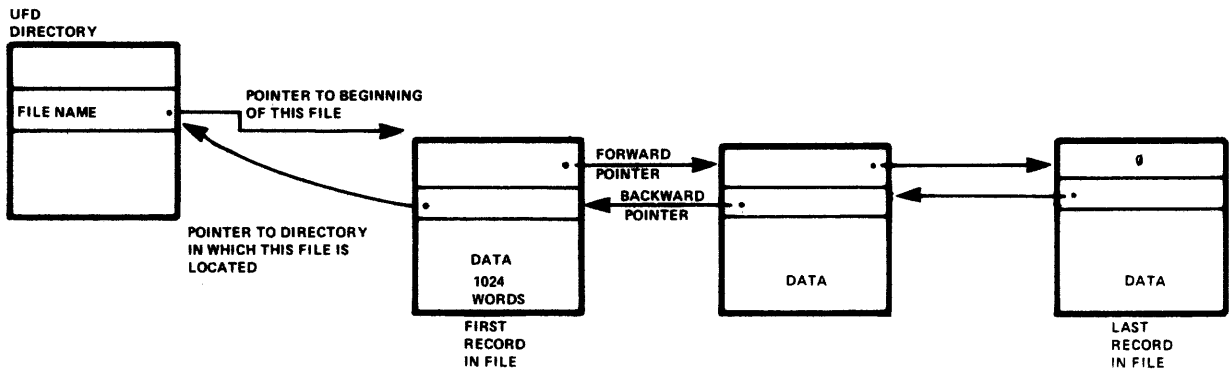 UFD
DIRECTORY
FILE NAME
POINTER TO BEGINNING
OF THIS FILE
POINTER TO DIRECTORY
IN WHICH THIS FILE IS
LOCATED
FORWARD
POINTER
BACKWARD
POINTER
DATA
1024
WORDS
FIRST
RECORD
IN FILE
DATA
0
DATA
LAST
RECORD
IN FILE